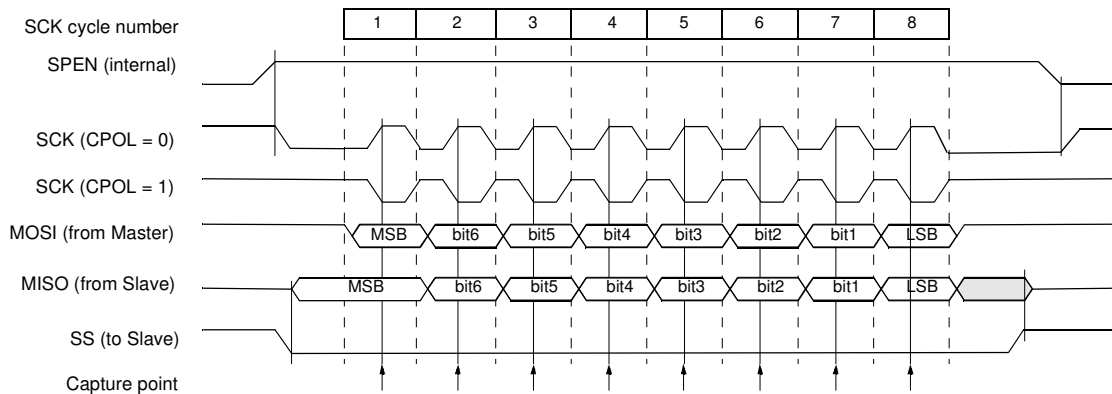 SCK cycle number 1 2 3 4 5 6 7 8
SPEN (internal)
SCK (CPOL = 0)
SCK (CPOL = 1)
MOSI (from Master) MSB bit6 bit5 bit4 bit3 bit2 bit1 LSB
MISO (from Slave) MSB bit6 bit5 bit4 bit3 bit2 bit1 LSB
SS (to Slave)
Capture point